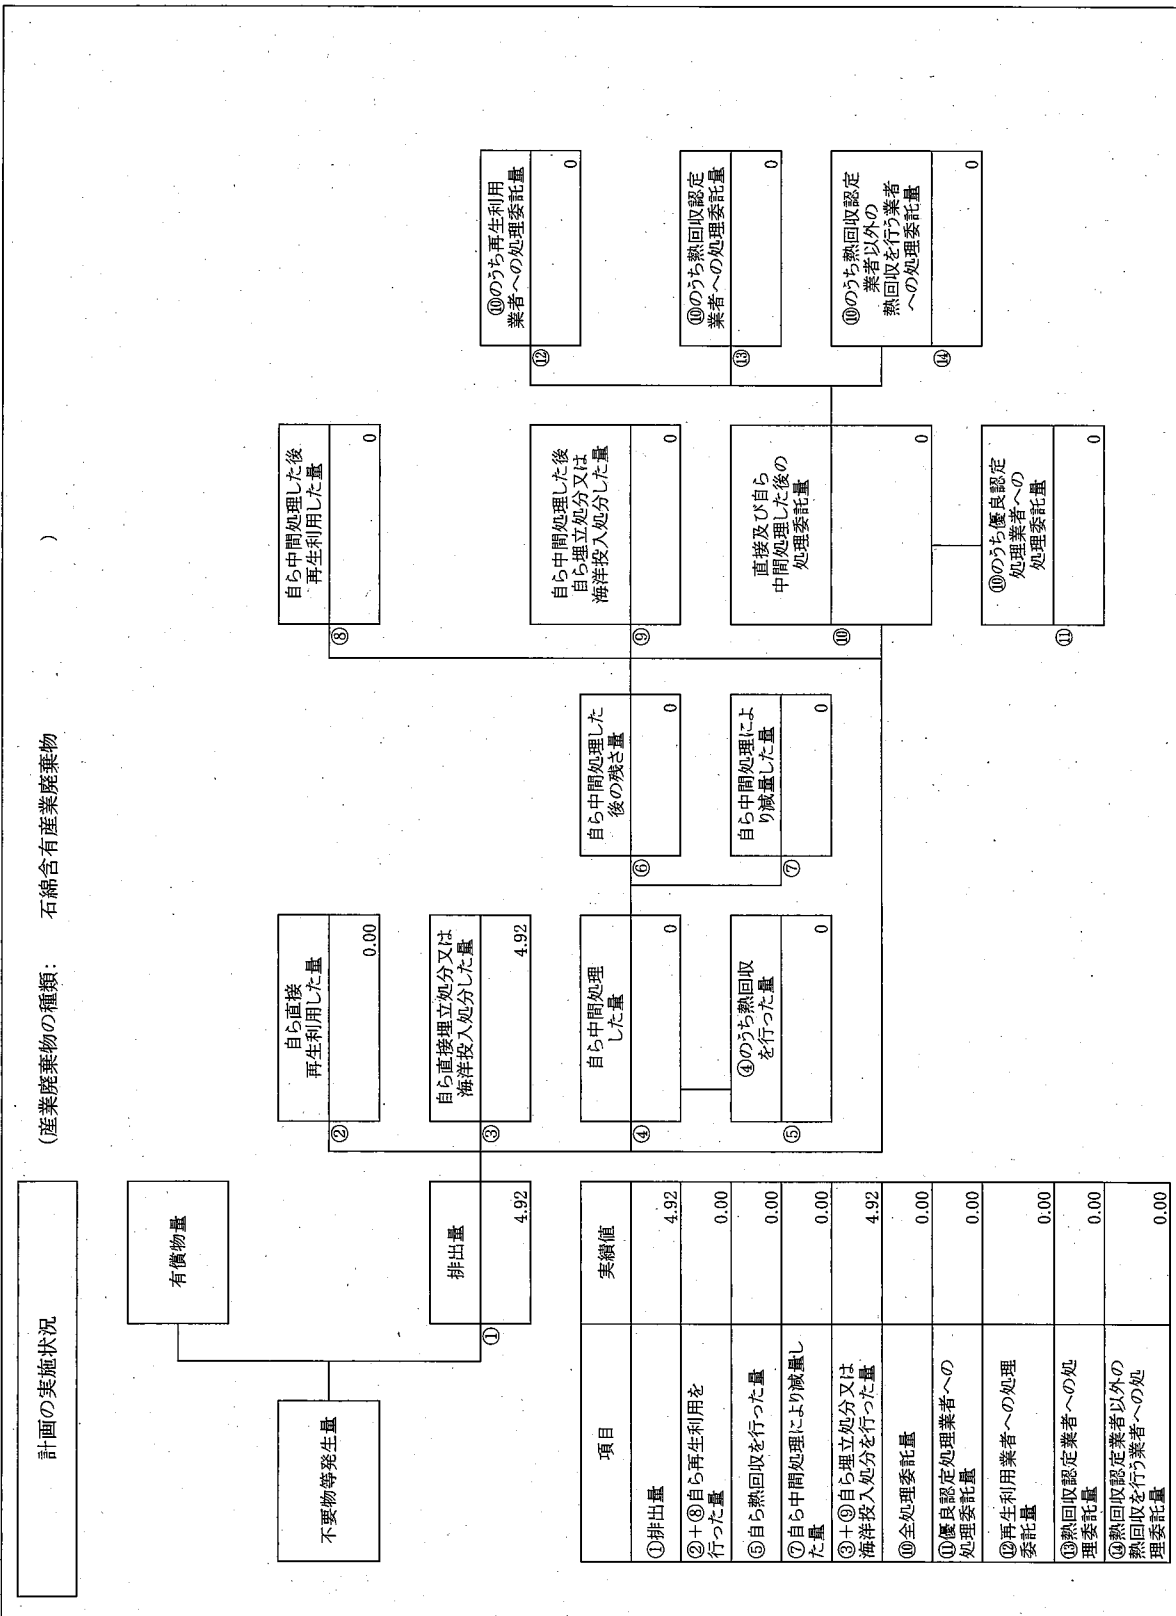 計画の実施状況
(産業廃棄物の種類: 石綿含有産業廃棄物 )
不要物等発生量
有償物量
①
排出量
4.92
②
自ら直接
再生利用した量
0.00
③
自ら直接埋立処分又は
海洋投入処分した量
4.92
④
自ら中間処理
した量
0
⑤
④のうち熱回収
を行った量
0
⑥
自ら中間処理した
後の残さ量
0
⑦
自ら中間処理によ
り減量した量
0
⑧
自ら中間処理した後
再生利用した量
0
⑨
自ら中間処理した後
自ら埋立処分又は
海洋投入処分した量
0
⑩
直接及び自ら
中間処理した後の
処理委託量
0
⑪
⑩のうち優良認定
処理業者への
処理委託量
0
⑫
⑩のうち再生利用
業者への処理委託量
0
⑬
⑩のうち熱回収認定
業者への処理委託量
0
⑭
⑩のうち熱回収認定
業者以外の
熱回収を行う業者
への処理委託量
0
項目 実績値
①排出量 4.92
②+⑧自ら再生利用を
行った量 0.00
⑤自ら熱回収を行った量 0.00
⑦自ら中間処理により減量し
た量 0.00
③+⑨自ら埋立処分又は
海洋投入処分を行った量 4.92
⑩全処理委託量 0.00
⑪優良認定処理業者への
処理委託量 0.00
⑫再生利用業者への処理
委託量 0.00
⑬熱回収認定業者への処
理委託量 0.00
⑭熱回収認定業者以外の
熱回収を行う業者への処
理委託量 0.00